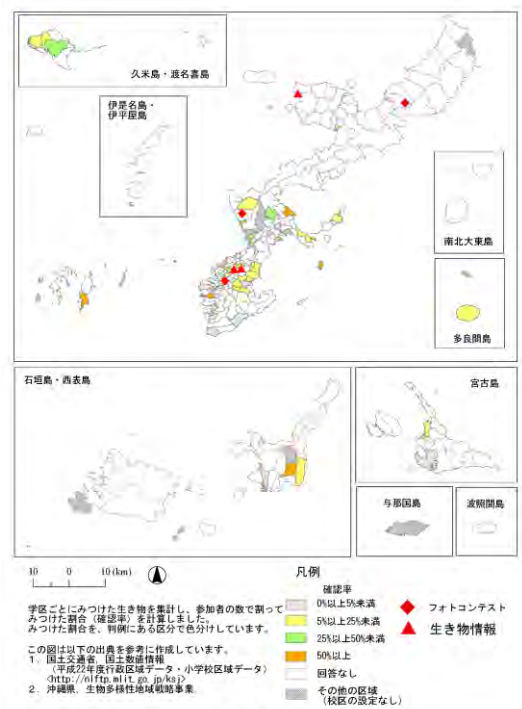 久米島・渡名喜島
伊是名島・
伊平屋島
南北大東島
多良間島
石垣島・西表島
宮古島
与那国島
波照間島
10 0 10(km)
学区ごとにみつけた生き物を集計し、参加者の数で割って
みつけた割合（確認率）を計算しました。
みつけた割合を、判例にある区分で色分けしています。
この図は以下の出典を参考に作成しています。
1．国土交通省，国土数値情報
（平成22年度行政区域データ・小学校区域データ）
<http://nlftp.mlit.go.jp/ksj>
2．沖縄県，生物多様性地域戦略事業
凡例
確認率
0%以上5%未満
5%以上25%未満
25%以上50%未満
50%以上
回答なし
その他の区域
（校区の設定なし）
フォトコンテスト
生き物情報